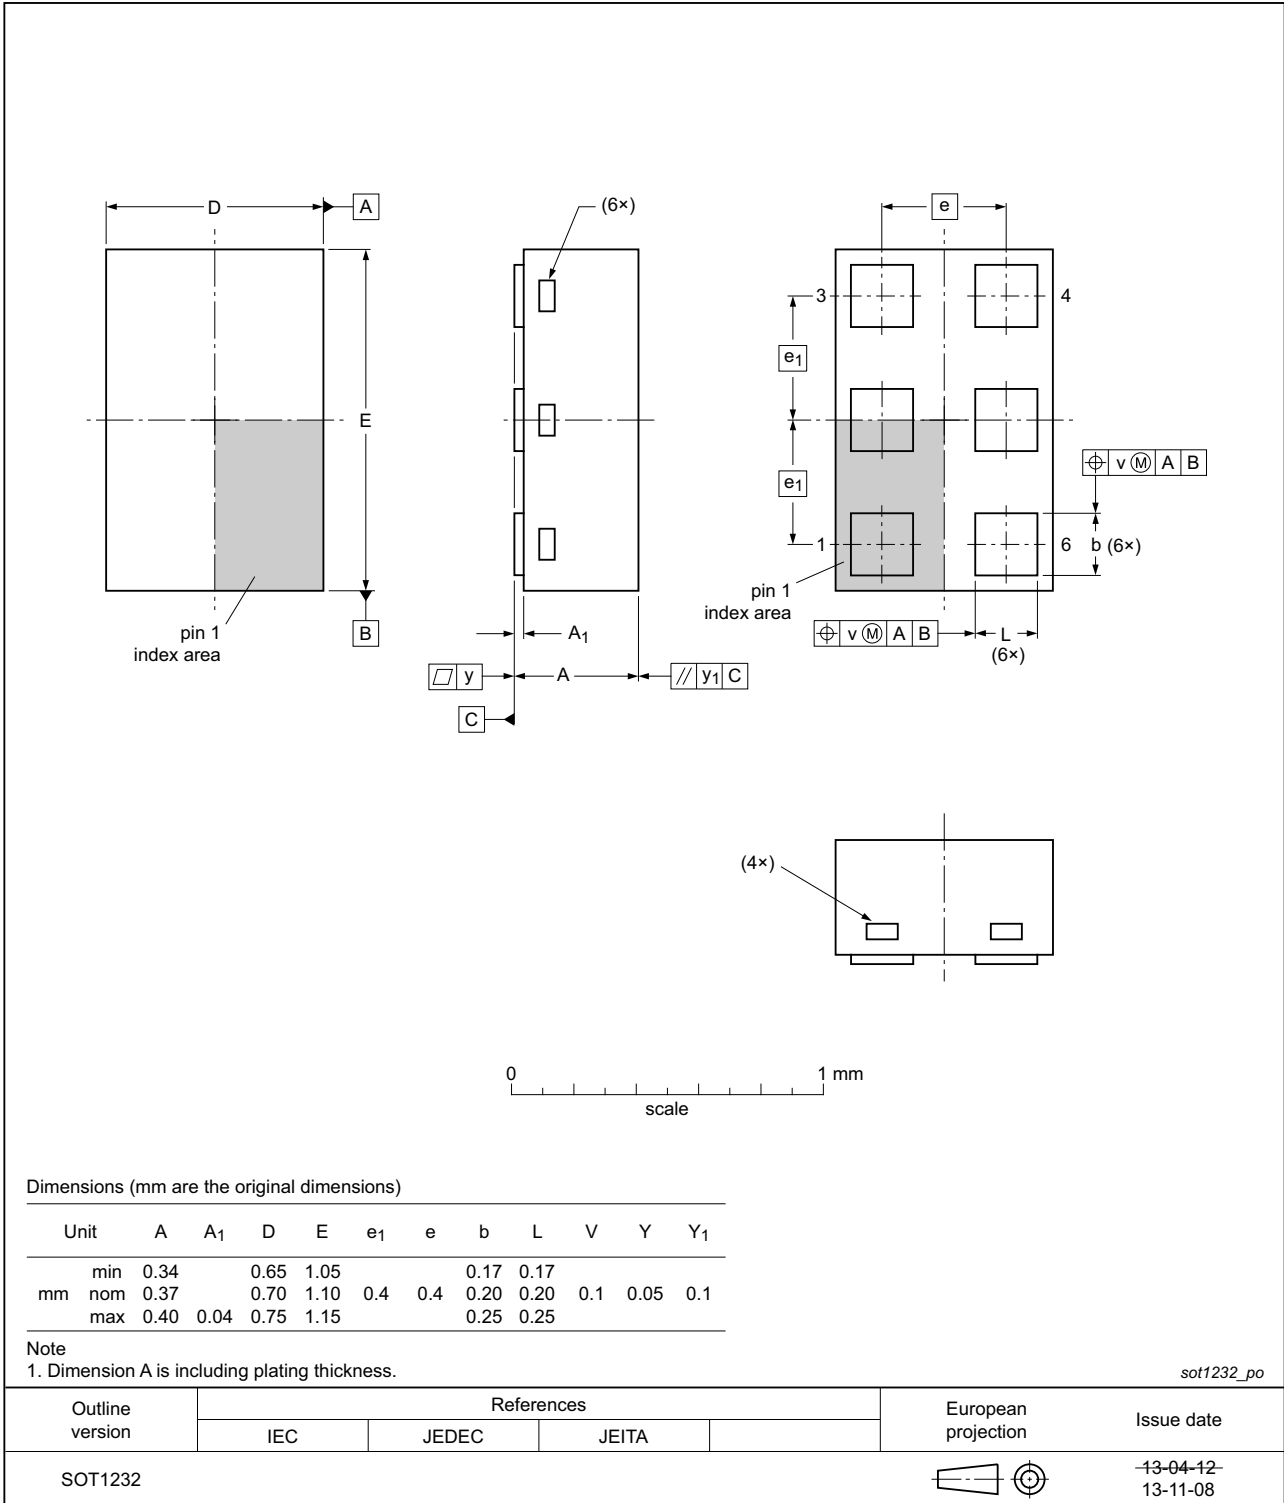 D
A
(6×)
e
3
4
e1
E
e1
⌖ v Ⓜ A B
1
6 b (6×)
pin 1
index area
pin 1
index area
B
A1
⌖ v Ⓜ A B
L
(6×)
⏥ y
A
// y1 C
C
(4×)
0 1 mm
scale
Dimensions (mm are the original dimensions)
Unit A A1 D E e1 e b L V Y Y1
min 0.34 0.65 1.05 0.17 0.17
mm nom 0.37 0.70 1.10 0.4 0.4 0.20 0.20 0.1 0.05 0.1
max 0.40 0.04 0.75 1.15 0.25 0.25
Note
1. Dimension A is including plating thickness.
sot1232_po
Outline
version
References
IEC JEDEC JEITA
European
projection
Issue date
SOT1232
13-04-12
13-11-08